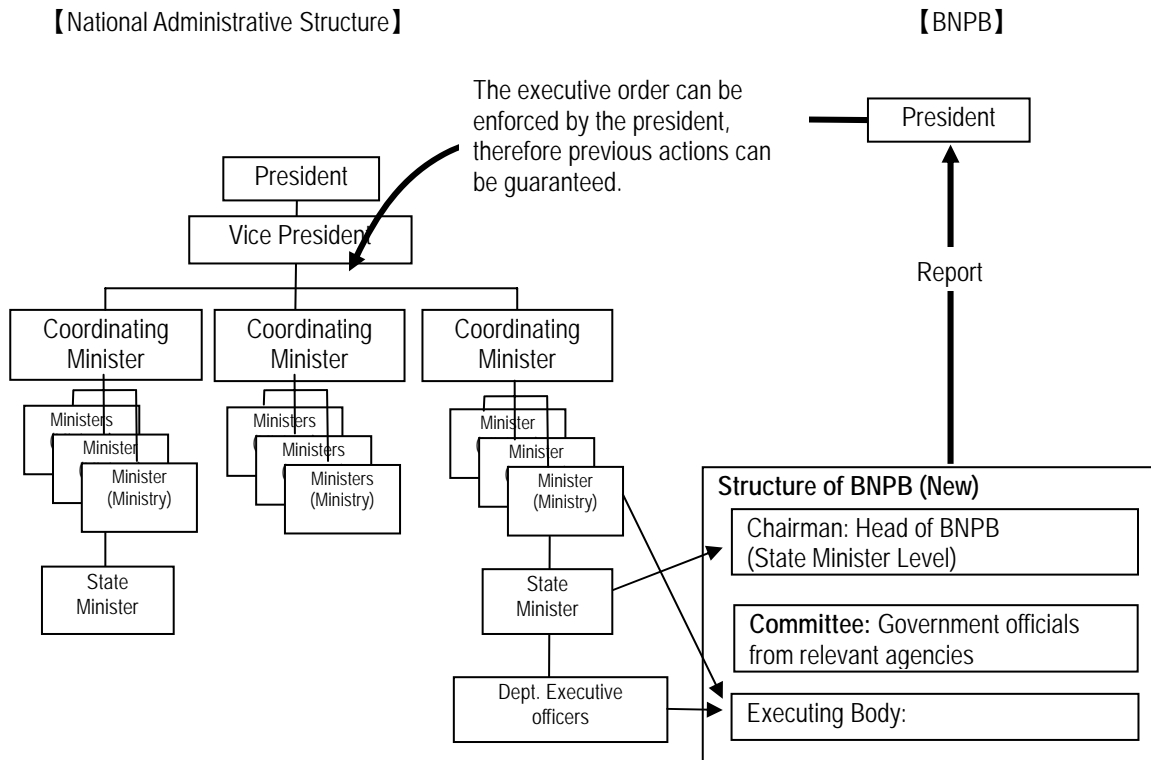 【National Administrative Structure】
【BNPB】
The executive order can be
enforced by the president,
therefore previous actions can
be guaranteed.
President
President
Vice President
Report
Coordinating
Minister
Coordinating
Minister
Coordinating
Minister
Ministers
(
Minister
(
Minister
(Ministry)
Ministers
(
Ministers
(
Ministers
(Ministry)
Minister
(
Minister
(
Minister
(Ministry)
State
Minister
State
Minister
Dept. Executive
officers
Structure of BNPB (New)
Chairman: Head of BNPB
(State Minister Level)
Committee: Government officials
from relevant agencies
Executing Body: